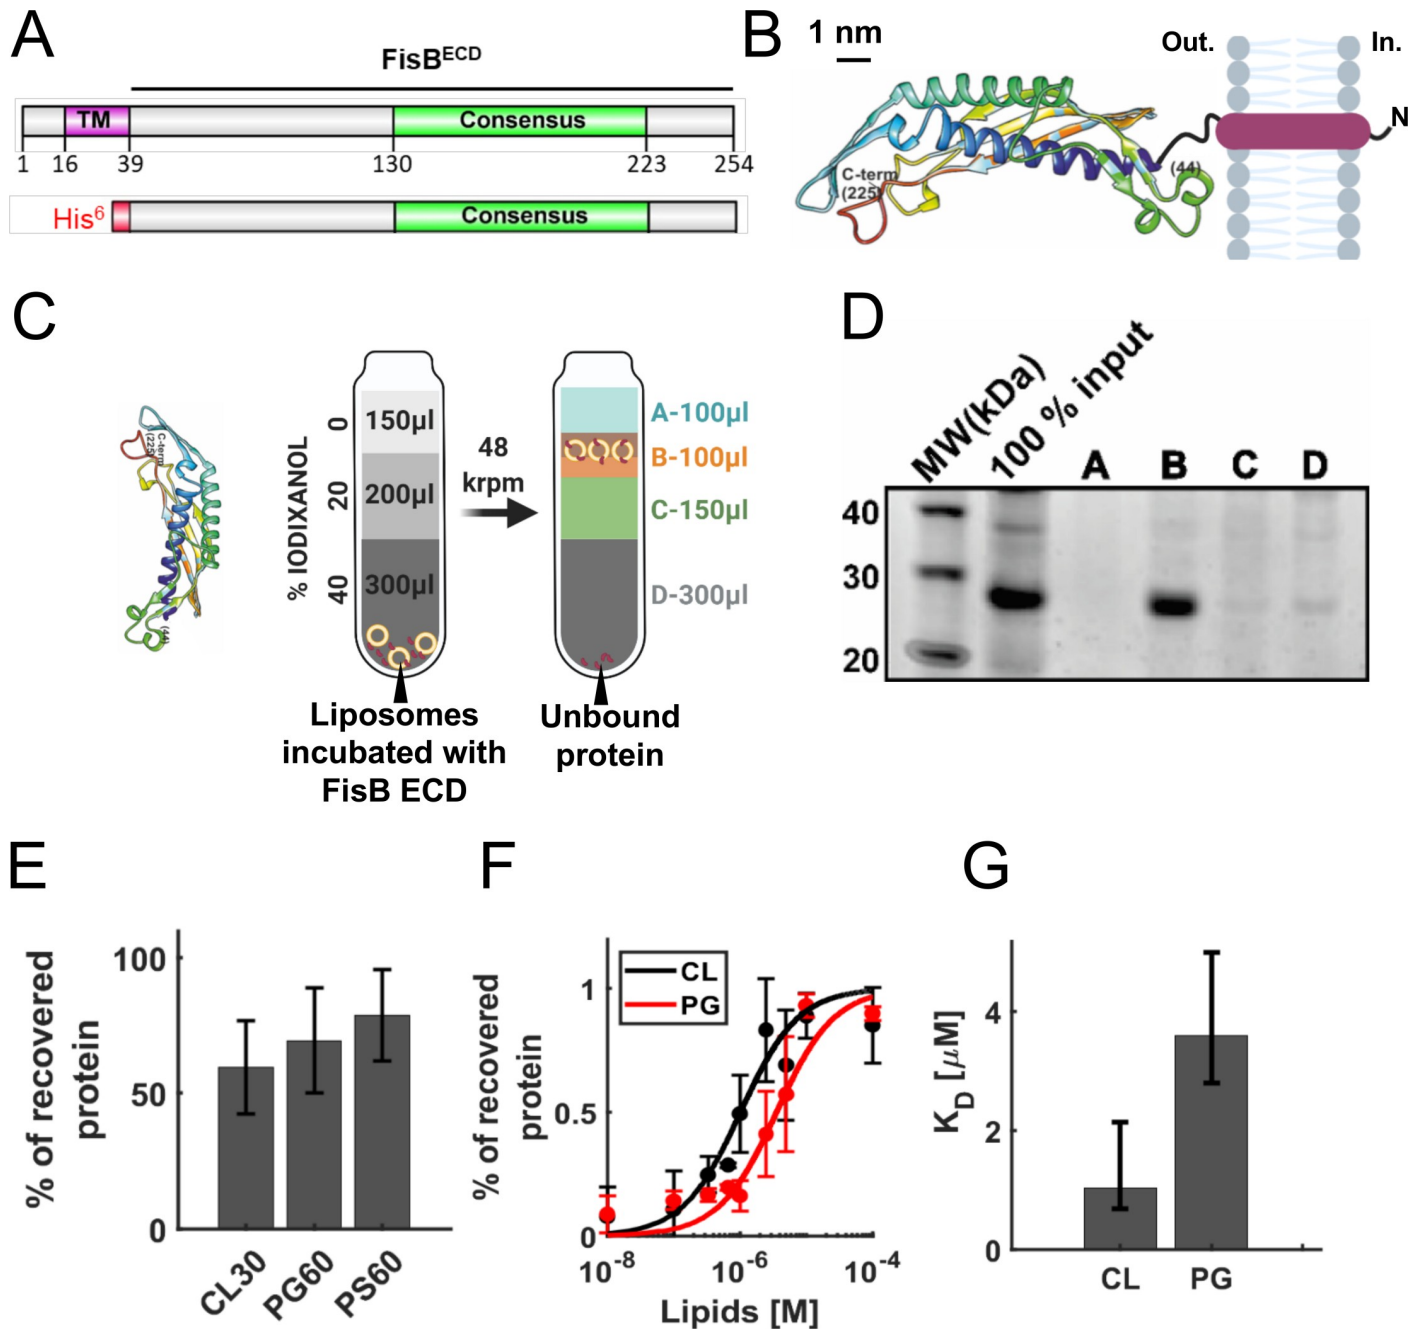 A
FisB^ECD
TM
Consensus
1 16 39 130 223 254
His^6
Consensus
B
1 nm
Out.
In.
N
C-term
(225)
(44)
C
C-term
(225)
(44)
% IODIXANOL
0
20
40
150µl
200µl
300µl
48
krpm
A-100µl
B-100µl
C-150µl
D-300µl
Liposomes
incubated with
FisB ECD
Unbound
protein
D
MW(kDa)
100 % input
A B C D
40
30
20
E
% of recovered
protein
100
50
0
CL30
PG60
PS60
F
% of recovered
protein
1
0.5
0
CL
PG
10^-8 10^-6 10^-4
Lipids [M]
G
K_D [µM]
4
2
0
CL PG